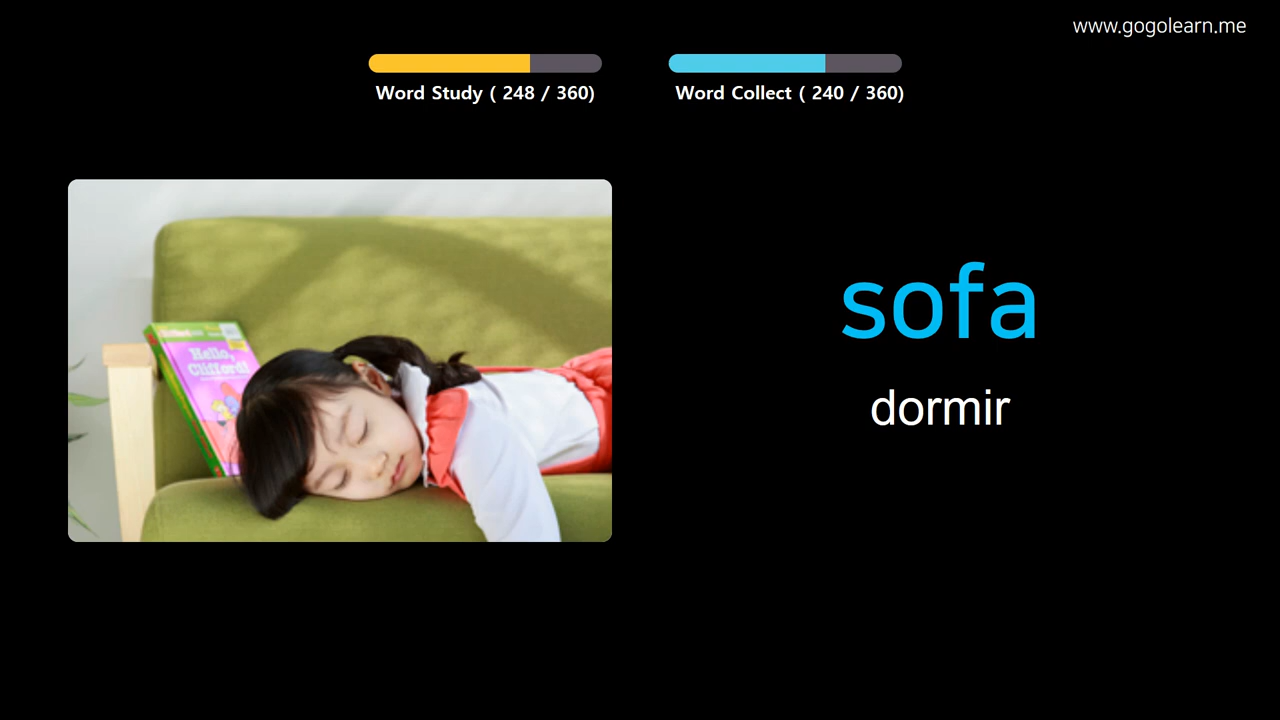 www.gogolearn.me
Word Study ( 248 / 360)
Word Collect ( 240 / 360)
sofa
dormir
Hello,
Clifford!